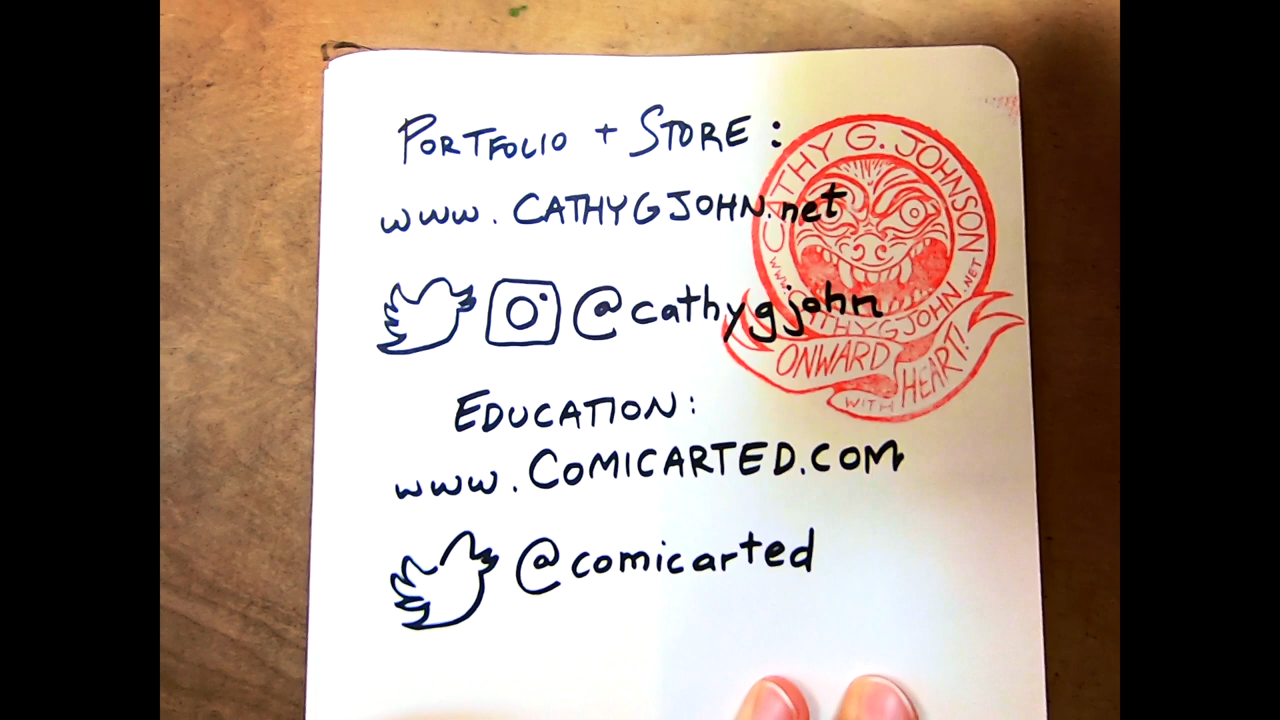 PORTFOLIO + STORE:
www.CATHYGJOHN.net
@cathygjohn
EDUCATION:
www.COMICARTED.COM
@comicarted
CATHY G. JOHNSON
WWW.CATHYGJOHN.NET
ONWARD
WITH
HEART!